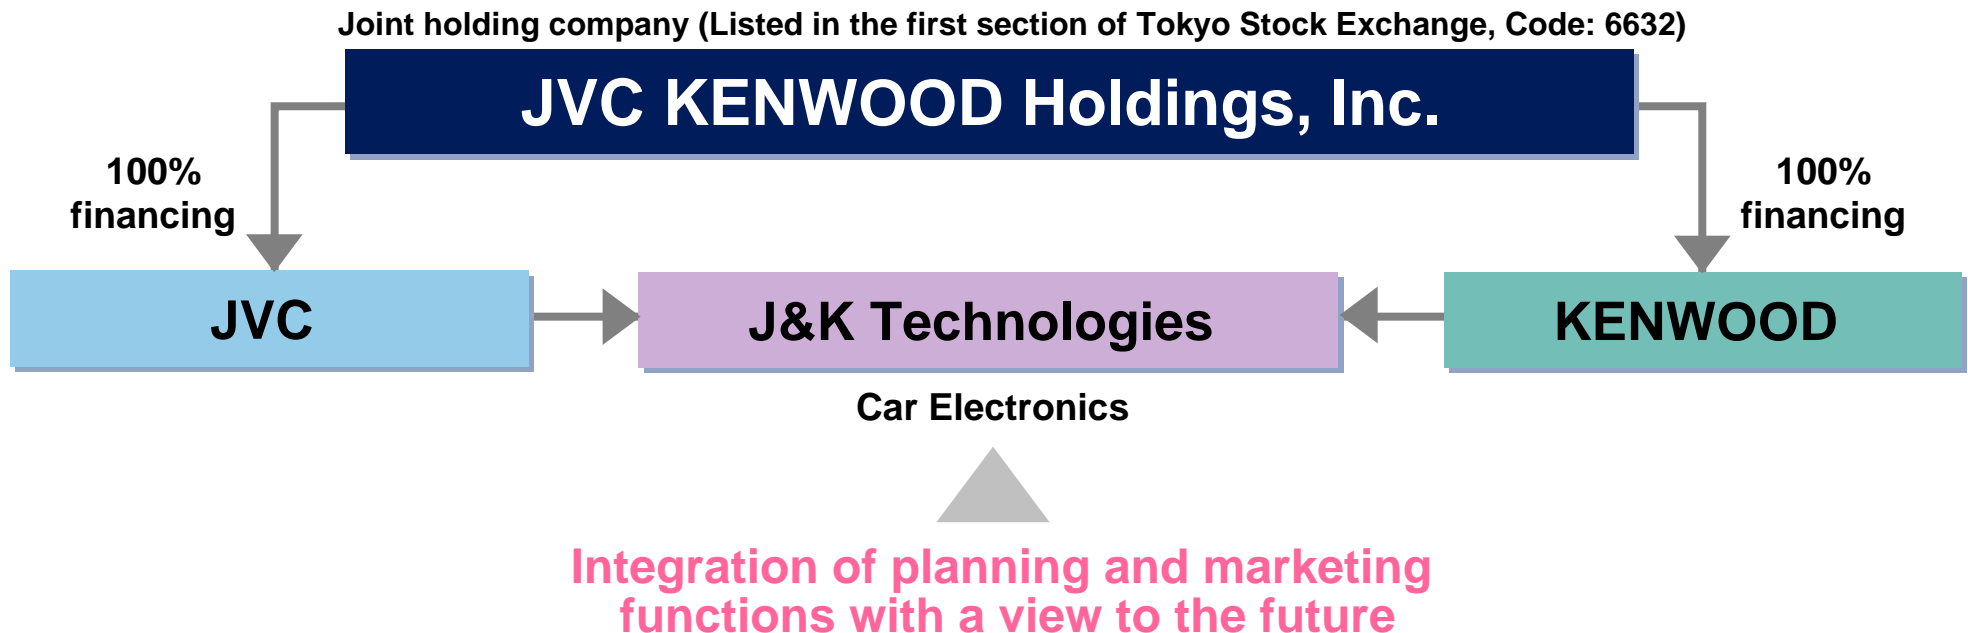 Joint holding company (Listed in the first section of Tokyo Stock Exchange, Code: 6632)
JVC KENWOOD Holdings, Inc.
100%
financing
100%
financing
JVC
J&K Technologies
KENWOOD
Car Electronics
Integration of planning and marketing
functions with a view to the future